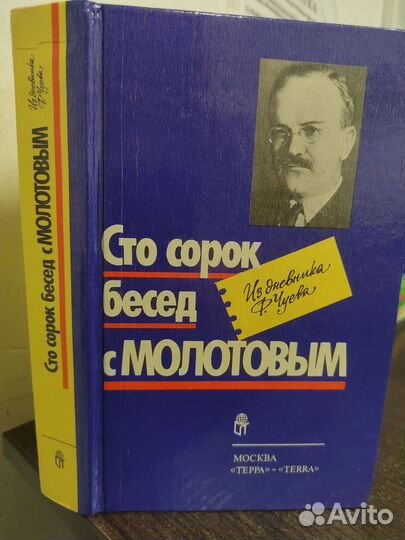 Из дневника
Ф. Чуева
Сто сорок бесед с МОЛОТОВЫМ
Сто сорок
бесед
с МОЛОТОВЫМ
Из дневника
Ф. Чуева
МОСКВА
«ТЕРРА» – «TERRA»
Avito